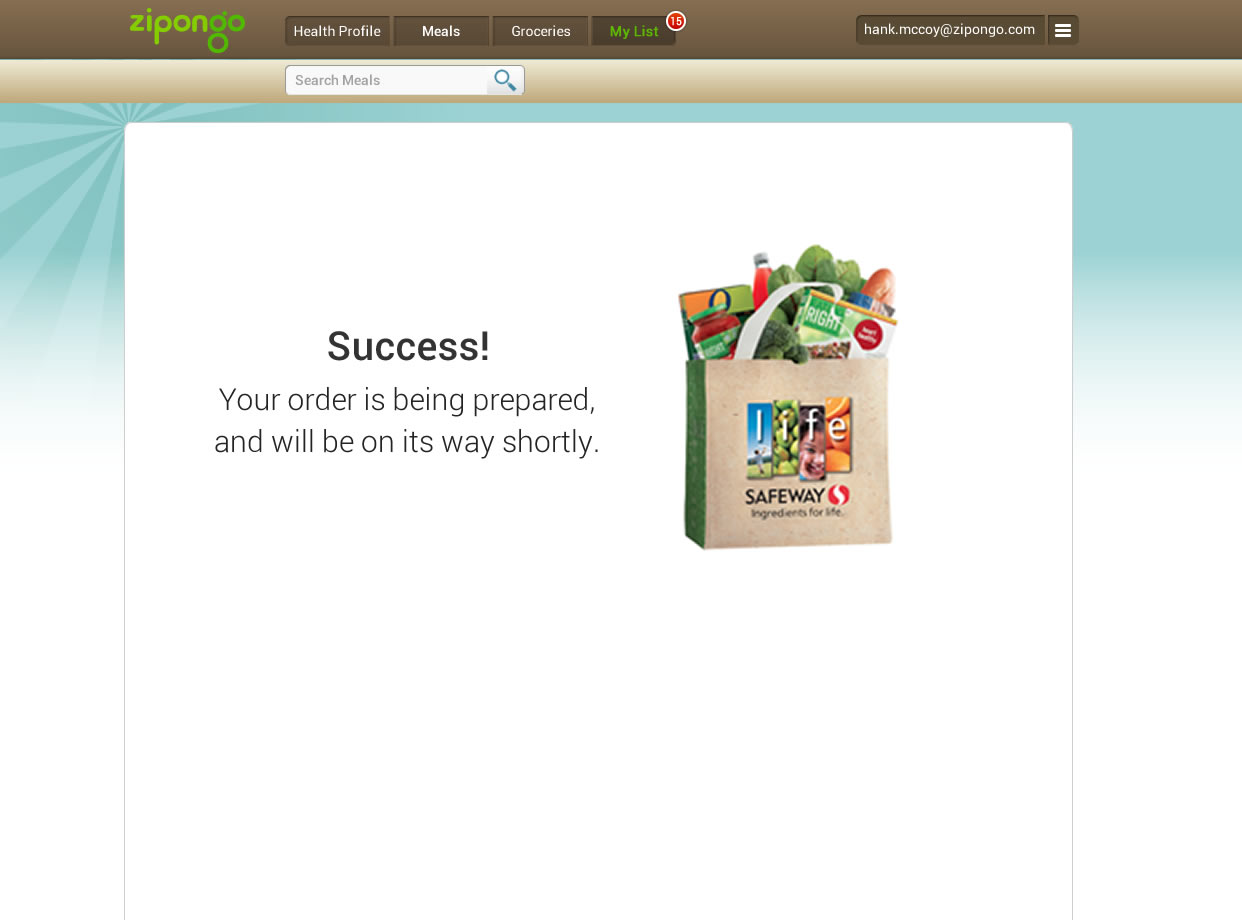 zipongo
Health Profile
Meals
Groceries
My List
15
hank.mccoy@zipongo.com
Search Meals
Success!
Your order is being prepared,
and will be on its way shortly.
RIGHT
RIGHT
life
SAFEWAY
Ingredients for life.